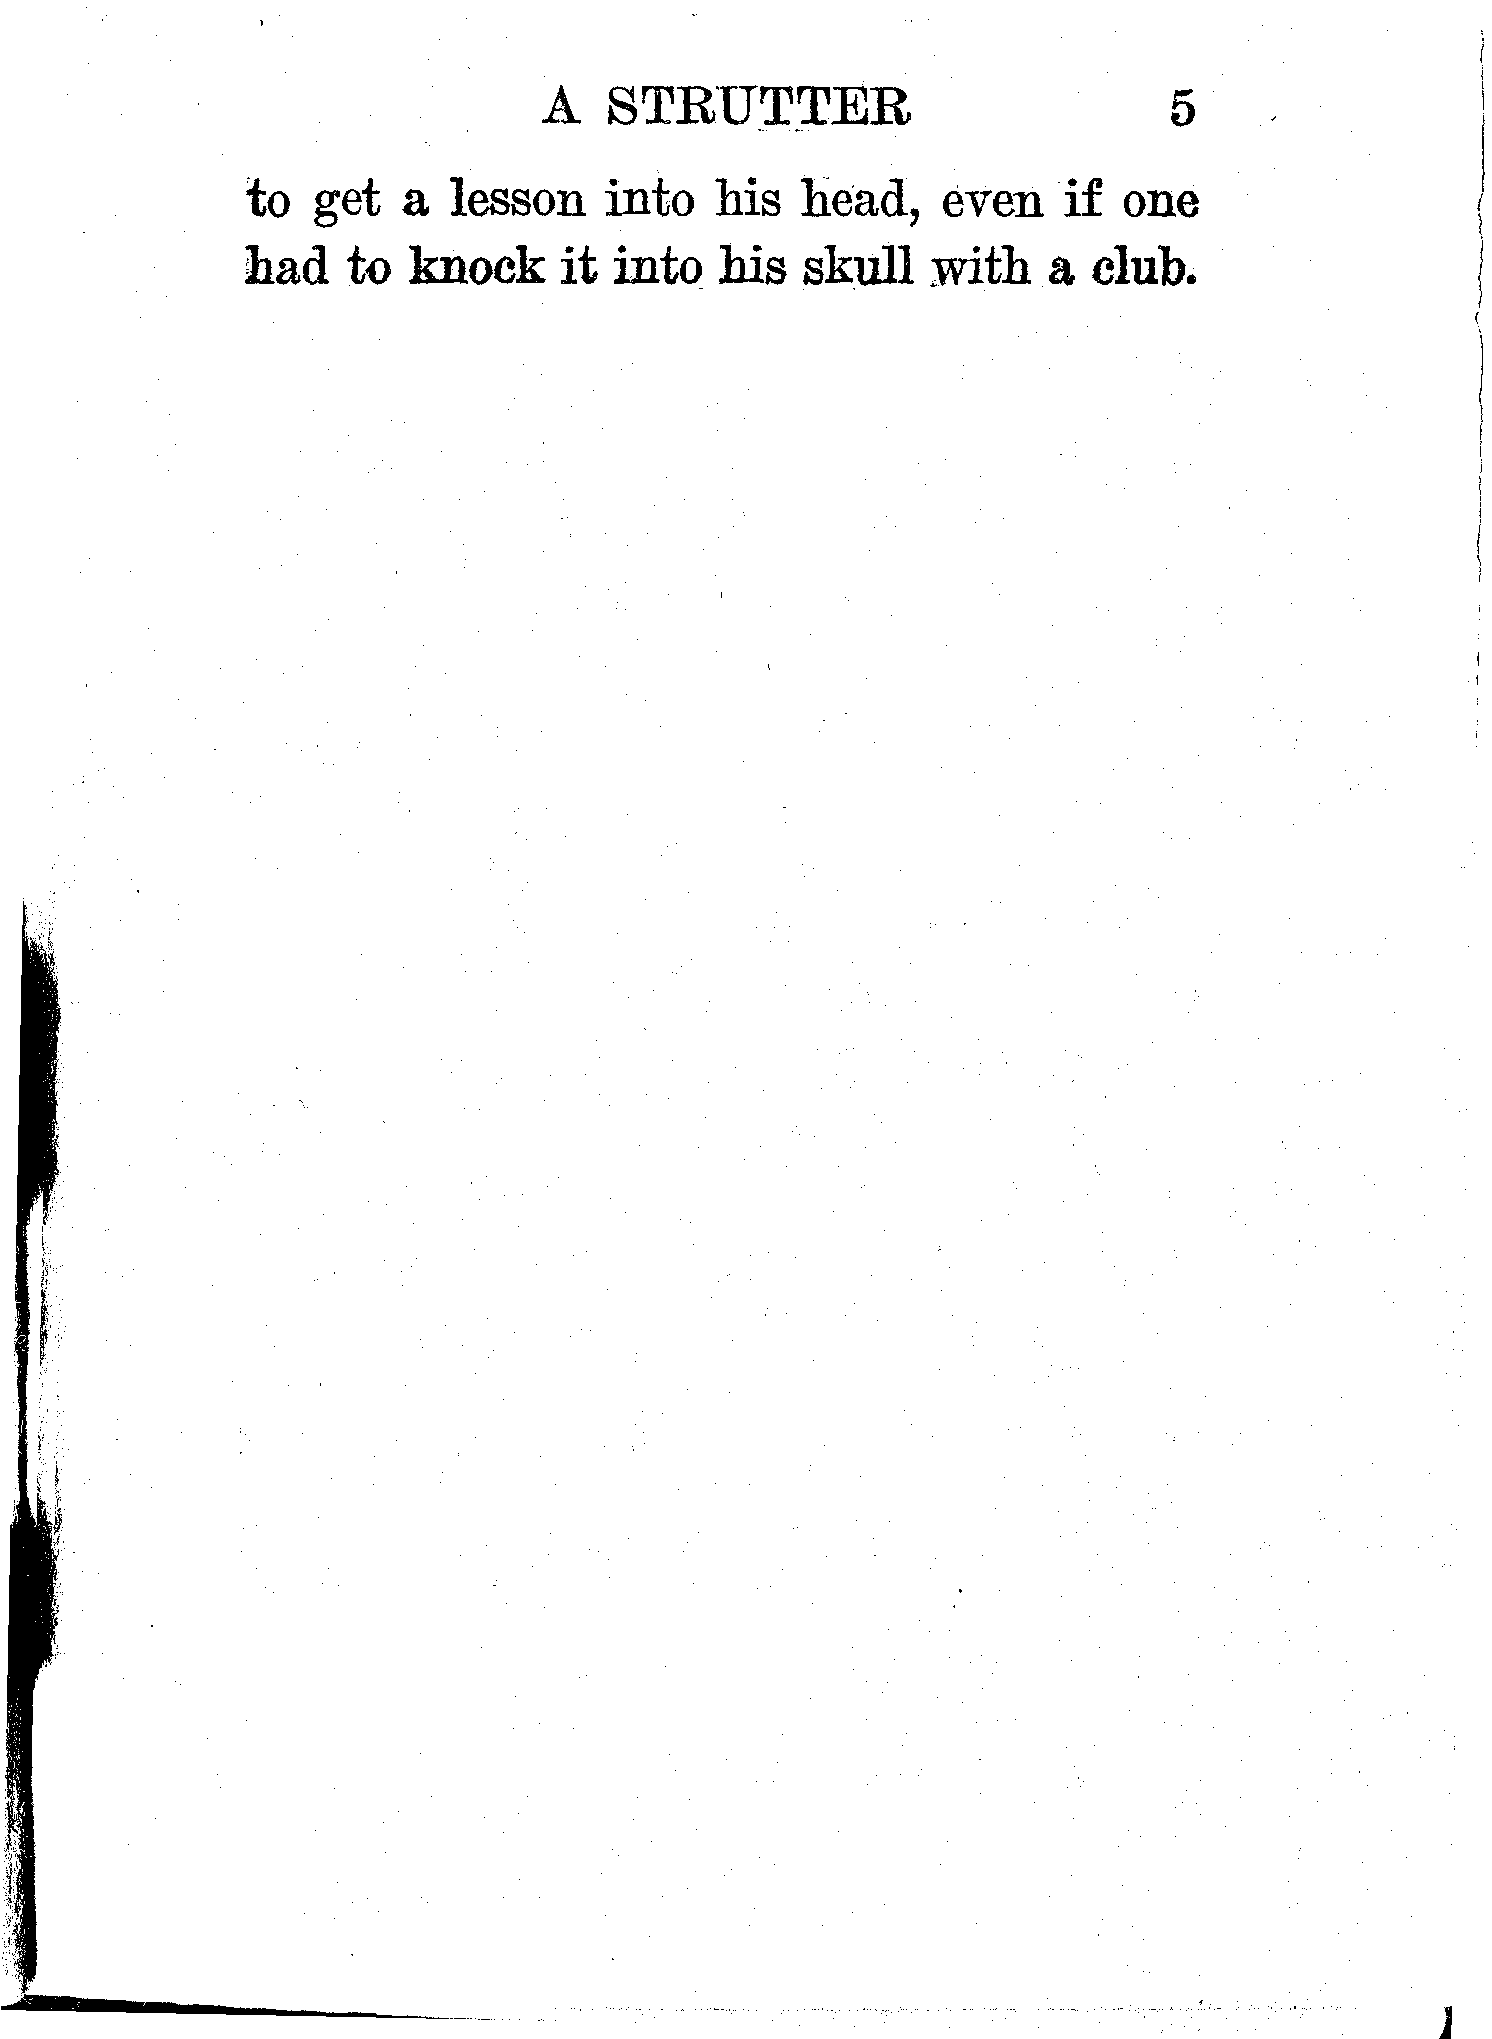 A STRUTTER 5
to get a lesson into his head, even if one
had to knock it into his skull with a club.